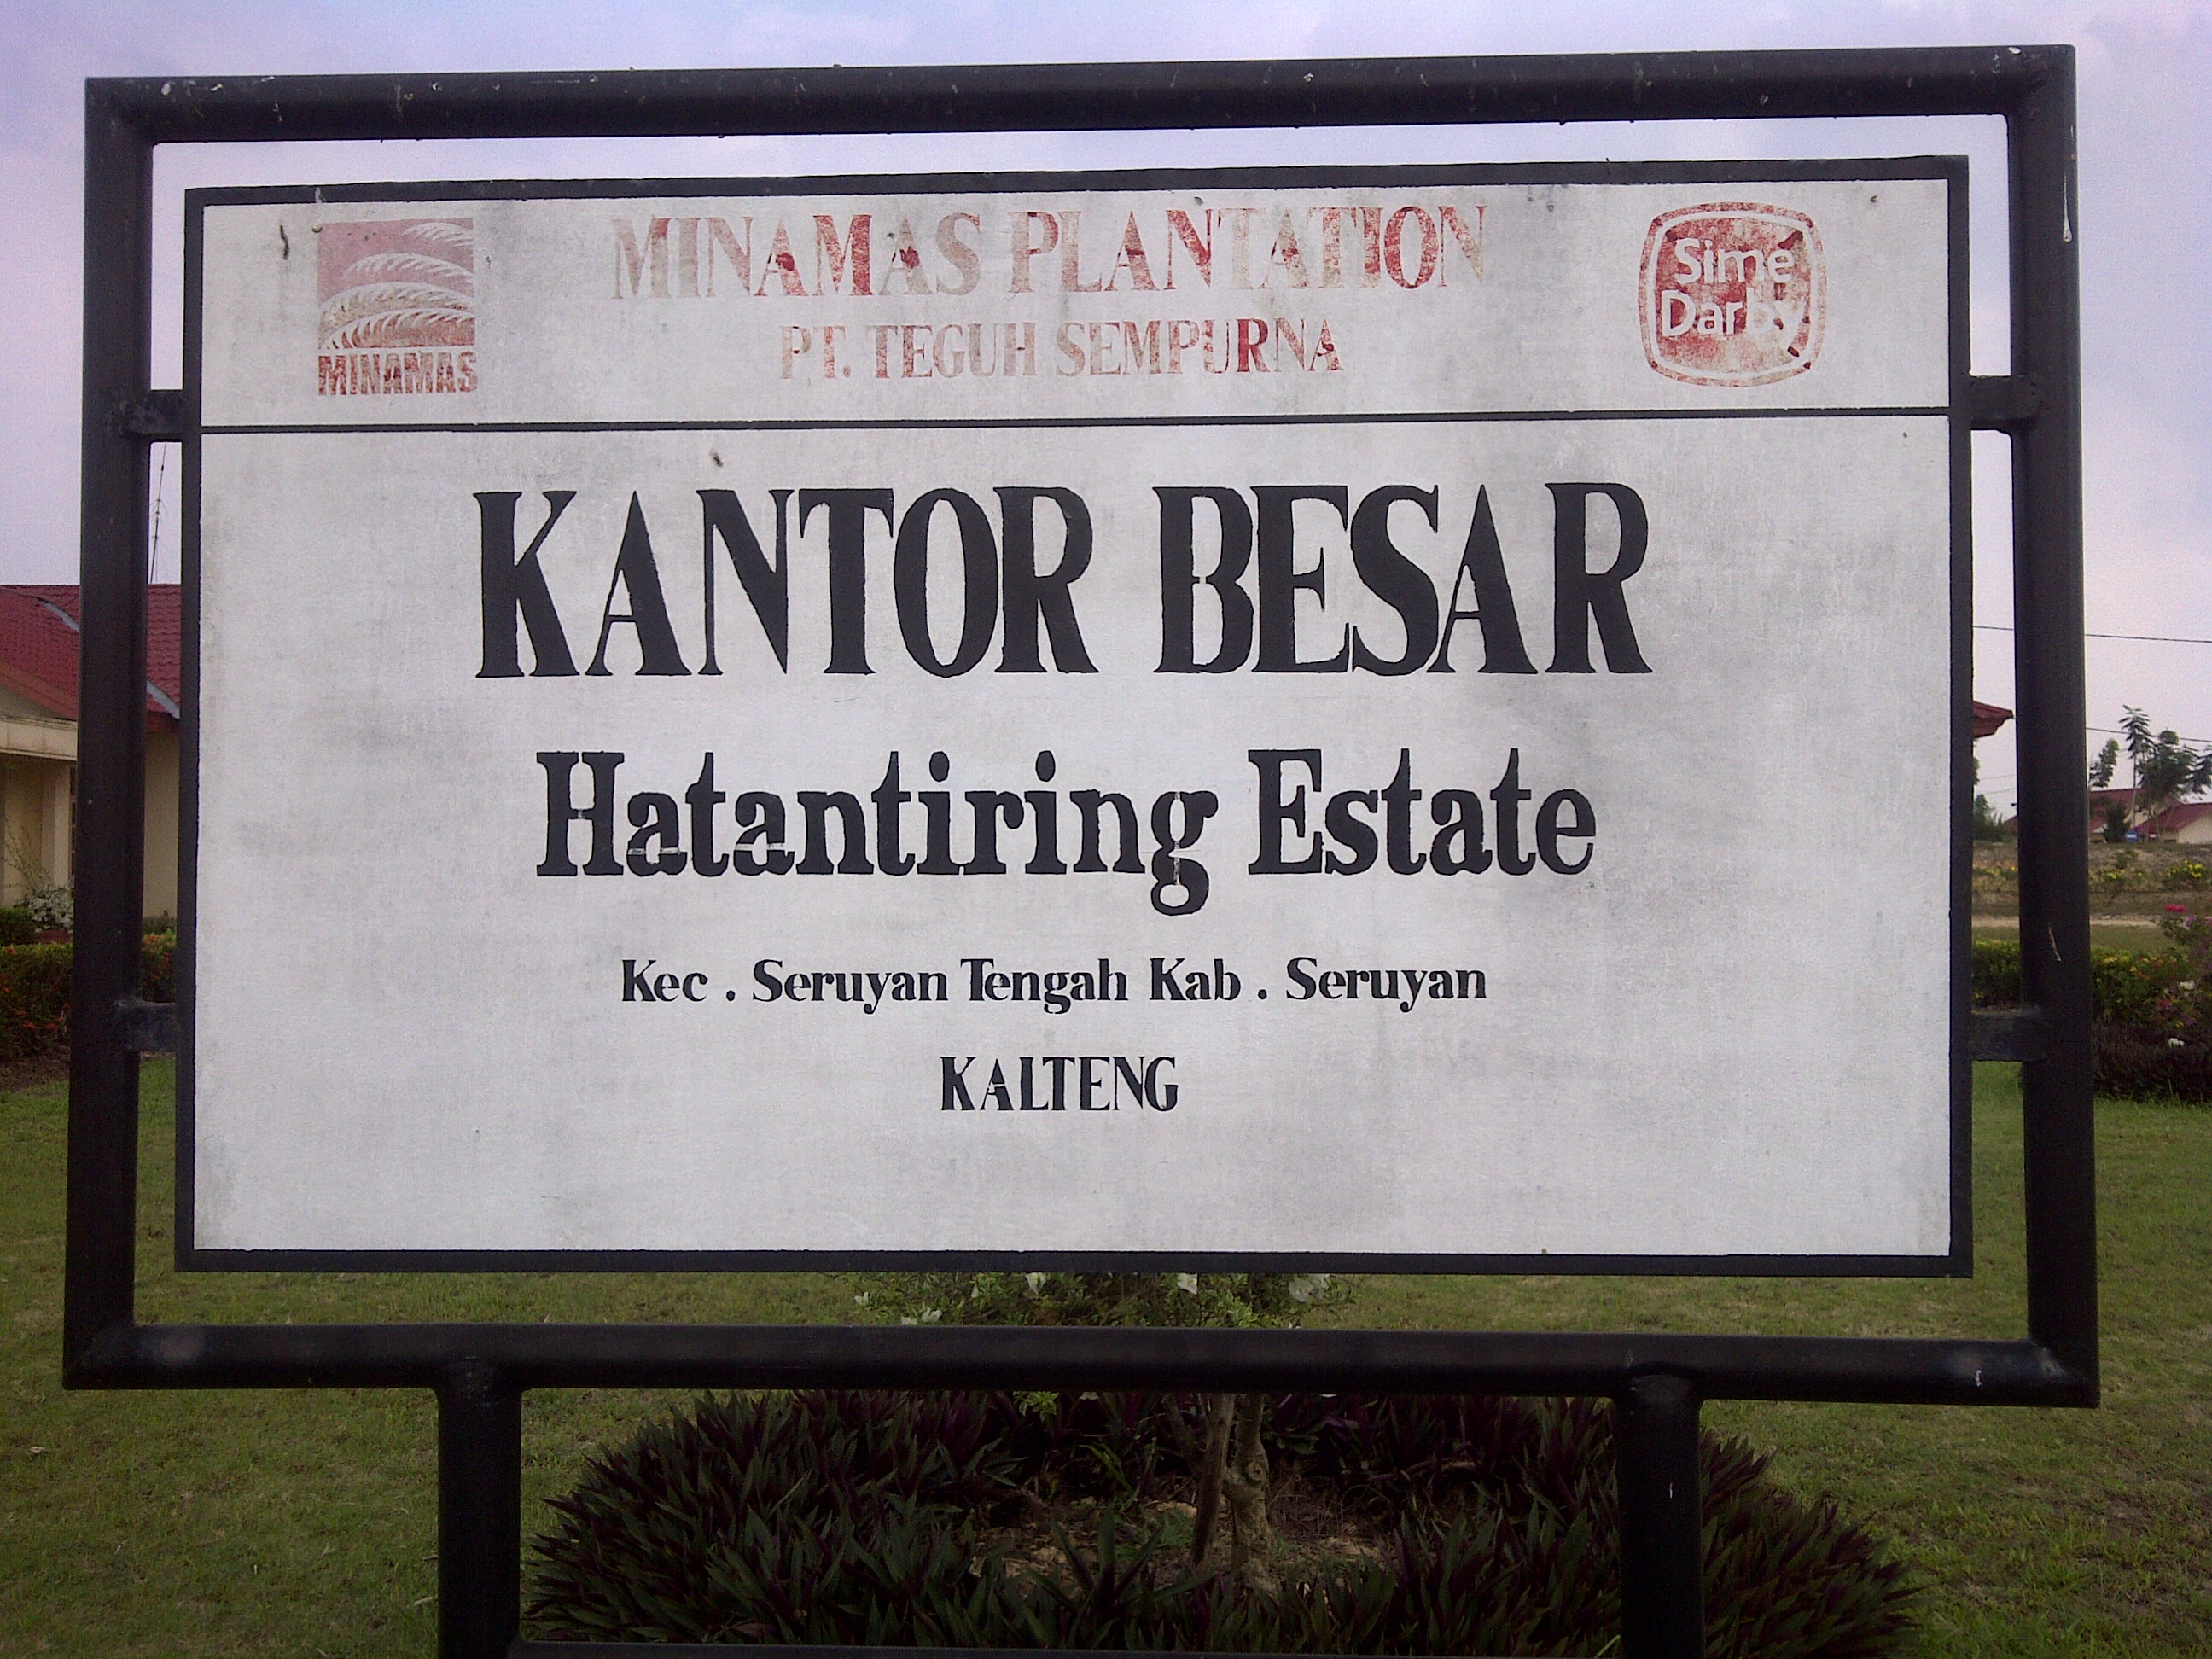 MINAMAS PLANTATION
PT. TEGUH SEMPURNA
MINAMAS
Sime
Darby
KANTOR BESAR
Hatantiring Estate
Kec . Seruyan Tengah Kab . Seruyan
KALTENG